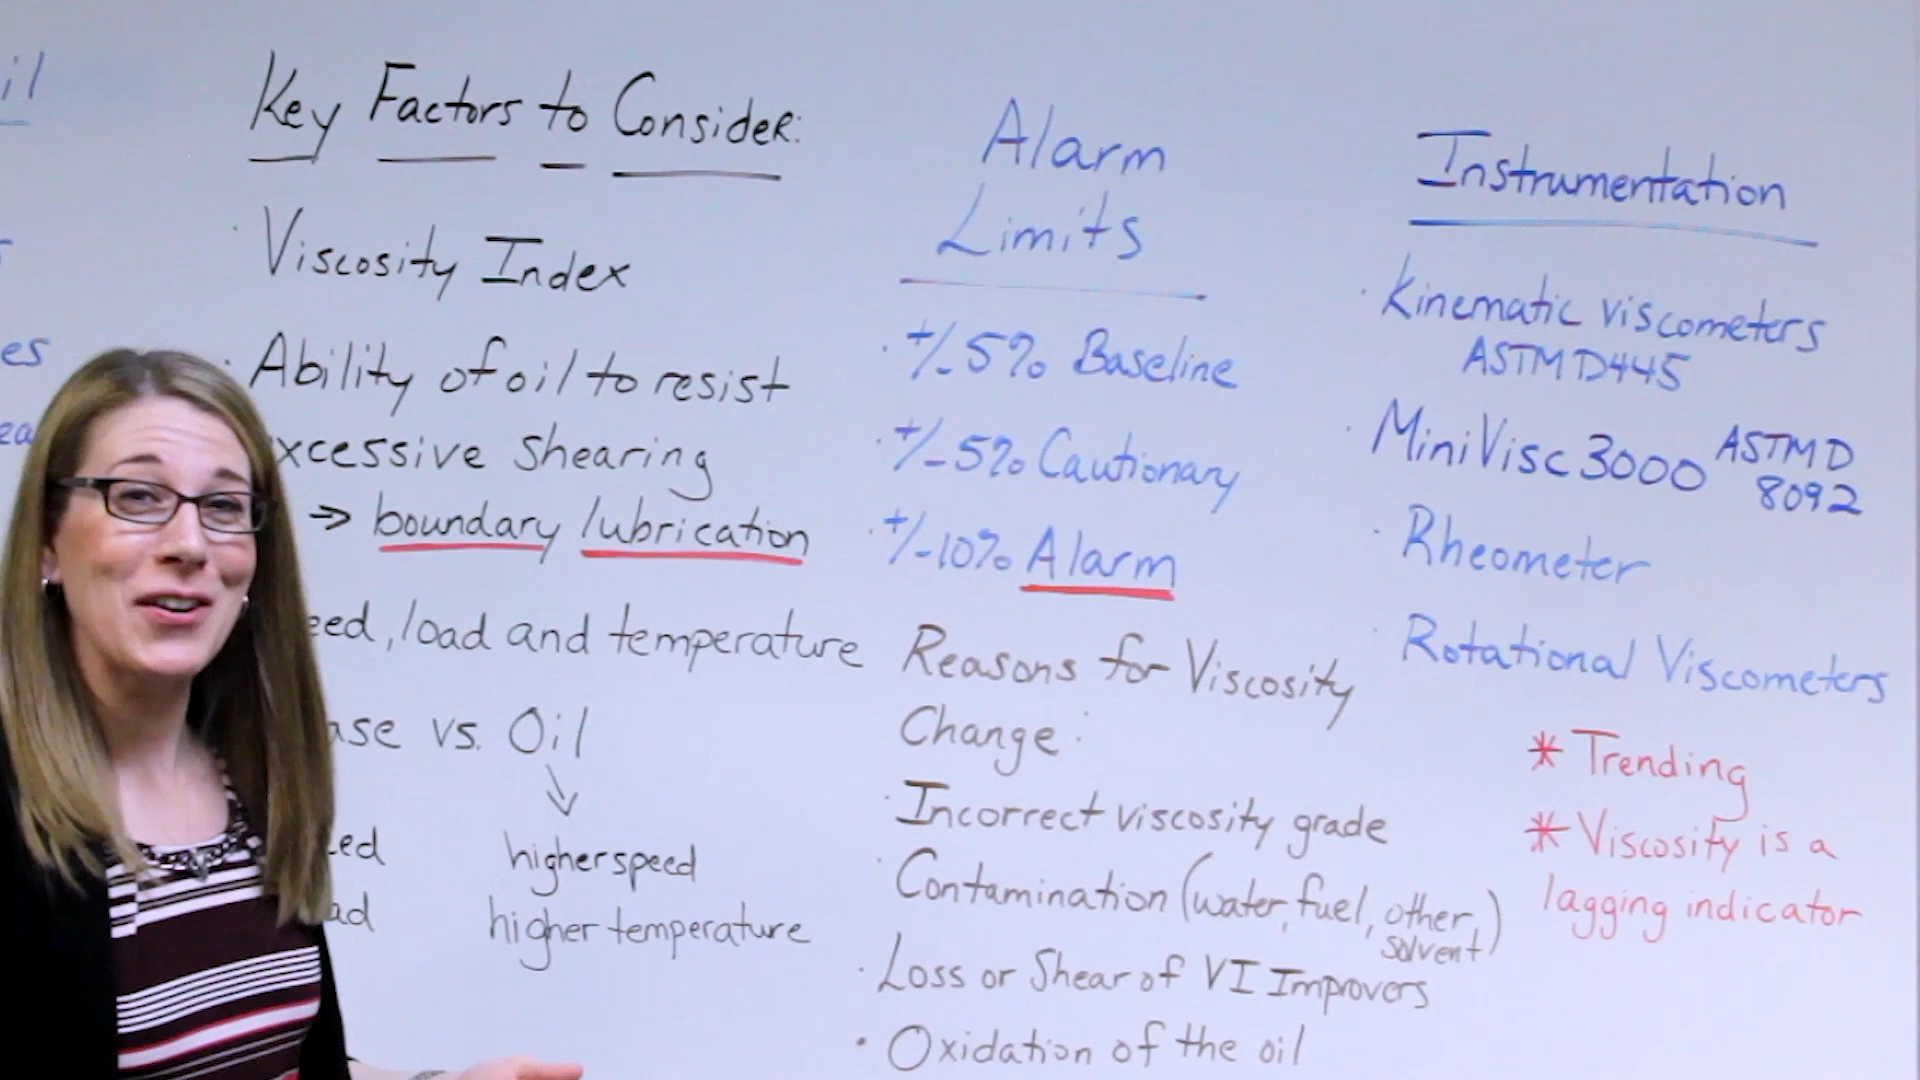 Key Factors to Consider:
· Viscosity Index
· Ability of oil to resist
xcessive shearing
→ boundary lubrication
eed, load and temperature
ase vs. Oil
↓
ed
higher speed
ad
higher temperature
Alarm
Limits
· +/- 5% Baseline
· +/- 5% Cautionary
· +/- 10% Alarm
Reasons for Viscosity
Change:
· Incorrect viscosity grade
· Contamination (water, fuel, other,)
solvent
· Loss or Shear of VI Improvers
· Oxidation of the oil
Instrumentation
· Kinematic viscometers
ASTM D445
· MiniVisc 3000 ASTM D
8092
· Rheometer
· Rotational Viscometers
* Trending
* Viscosity is a
lagging indicator